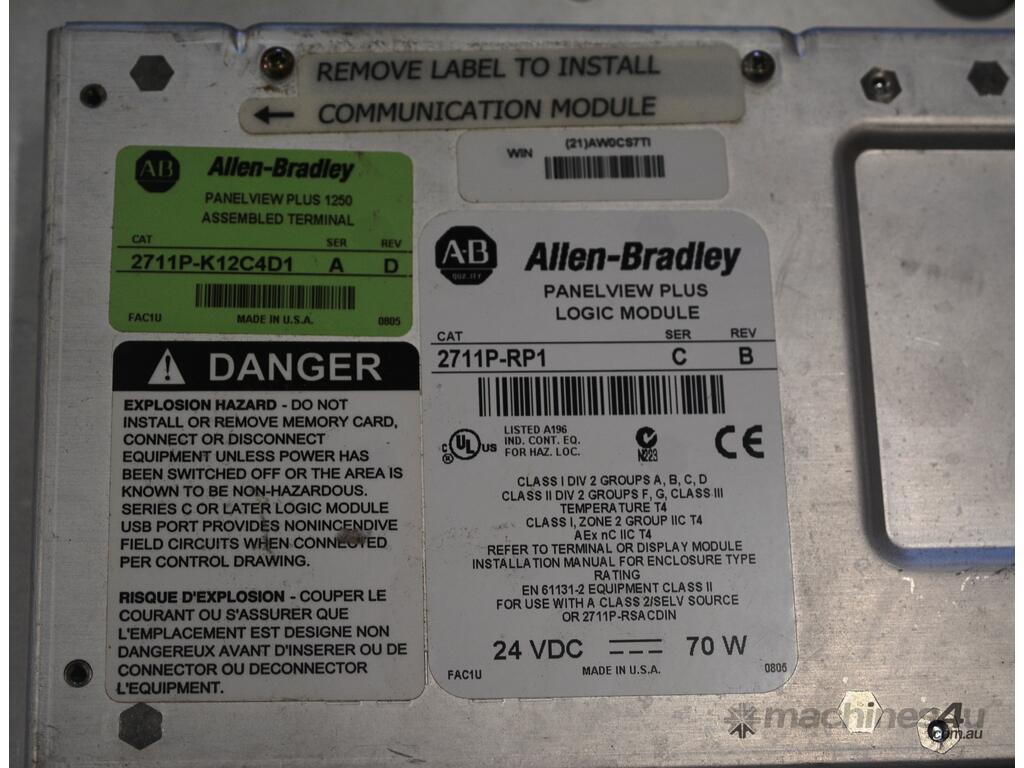 REMOVE LABEL TO INSTALL
← COMMUNICATION MODULE
WIN (21)AW0CS7TI
AB Allen-Bradley
PANELVIEW PLUS 1250
ASSEMBLED TERMINAL
CAT SER REV
2711P-K12C4D1 A D
FAC1U MADE IN U.S.A. 0805
DANGER
EXPLOSION HAZARD - DO NOT
INSTALL OR REMOVE MEMORY CARD,
CONNECT OR DISCONNECT
EQUIPMENT UNLESS POWER HAS
BEEN SWITCHED OFF OR THE AREA IS
KNOWN TO BE NON-HAZARDOUS.
SERIES C OR LATER LOGIC MODULE
USB PORT PROVIDES NONINCENDIVE
FIELD CIRCUITS WHEN CONNECTED
PER CONTROL DRAWING.
RISQUE D'EXPLOSION - COUPER LE
COURANT OU S'ASSURER QUE
L'EMPLACEMENT EST DESIGNE NON
DANGEREUX AVANT D'INSERER OU DE
CONNECTOR OU DECONNECTOR
L'EQUIPMENT.
A-B Allen-Bradley
PANELVIEW PLUS
LOGIC MODULE
CAT SER REV
2711P-RP1 C B
C UL US LISTED A196
IND. CONT. EQ.
FOR HAZ. LOC.
N223
CE
CLASS I DIV 2 GROUPS A, B, C, D
CLASS II DIV 2 GROUPS F, G, CLASS III
TEMPERATURE T4
CLASS I, ZONE 2 GROUP IIC T4
AEx nC IIC T4
REFER TO TERMINAL OR DISPLAY MODULE
INSTALLATION MANUAL FOR ENCLOSURE TYPE
RATING
EN 61131-2 EQUIPMENT CLASS II
FOR USE WITH A CLASS 2/SELV SOURCE
OR 2711P-RSACDIN
24 VDC 70 W
FAC1U MADE IN U.S.A. 0805
machines4u
.com.au